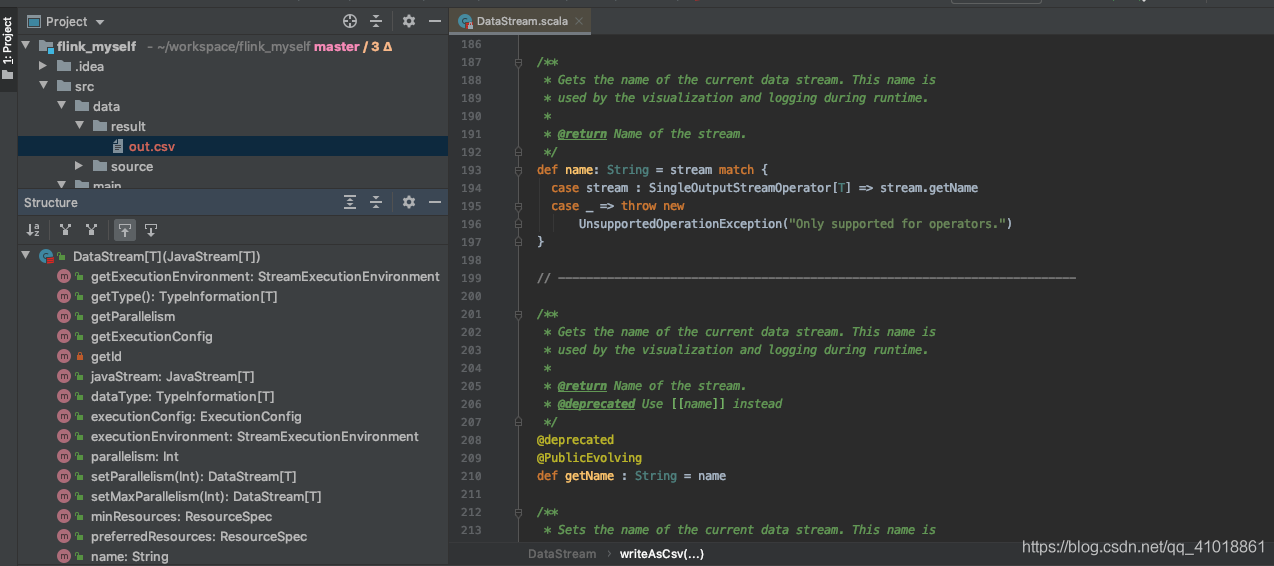 1: Project
Project
flink_myself - ~/workspace/flink_myself master / 3 Δ
.idea
src
data
result
out.csv
source
main
Structure
DataStream[T](JavaStream[T])
getExecutionEnvironment: StreamExecutionEnvironment
getType(): TypeInformation[T]
getParallelism
getExecutionConfig
getId
javaStream: JavaStream[T]
dataType: TypeInformation[T]
executionConfig: ExecutionConfig
executionEnvironment: StreamExecutionEnvironment
parallelism: Int
setParallelism(Int): DataStream[T]
setMaxParallelism(Int): DataStream[T]
minResources: ResourceSpec
preferredResources: ResourceSpec
name: String
DataStream.scala
186
187 /**
188 * Gets the name of the current data stream. This name is
189 * used by the visualization and logging during runtime.
190 *
191 * @return Name of the stream.
192 */
193 def name: String = stream match {
194 case stream : SingleOutputStreamOperator[T] => stream.getName
195 case _ => throw new
196 UnsupportedOperationException("Only supported for operators.")
197 }
198
199 // --------------------------------------------------------------------------
200
201 /**
202 * Gets the name of the current data stream. This name is
203 * used by the visualization and logging during runtime.
204 *
205 * @return Name of the stream.
206 * @deprecated Use [[name]] instead
207 */
208 @deprecated
209 @PublicEvolving
210 def getName : String = name
211
212 /**
213 * Sets the name of the current data stream. This name is
DataStream › writeAsCsv(...)
https://blog.csdn.net/qq_41018861